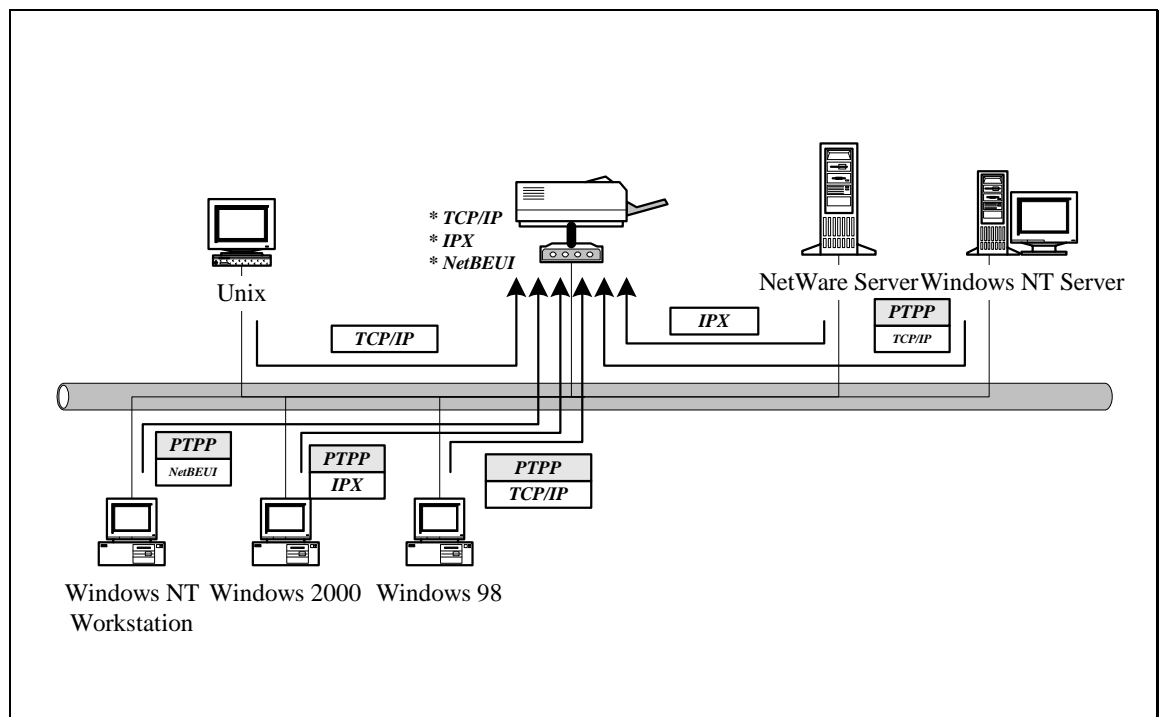 * TCP/IP
* IPX
* NetBEUI
Unix
NetWare Server
Windows NT Server
TCP/IP
IPX
PTPP
TCP/IP
PTPP
NetBEUI
PTPP
IPX
PTPP
TCP/IP
Windows NT
Workstation
Windows 2000
Windows 98